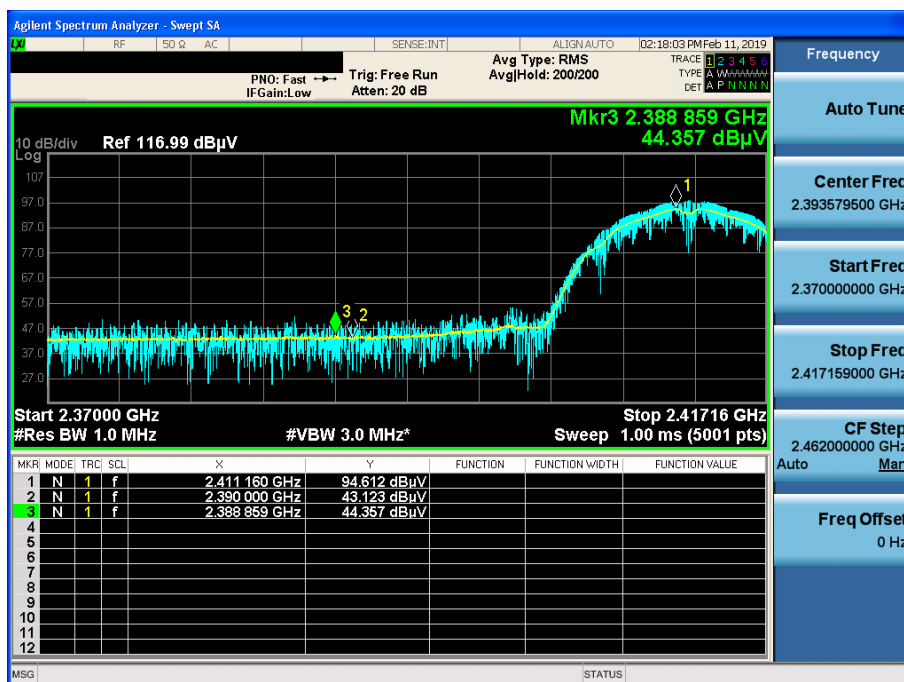 Agilent Spectrum Analyzer - Swept SA
LXI RF 50 Ω AC SENSE:INT ALIGN AUTO 02:18:03 PM Feb 11, 2019
PNO: Fast
IFGain:Low
Trig: Free Run
Atten: 20 dB
Avg Type: RMS
Avg|Hold: 200/200
TRACE 1 2 3 4 5 6
TYPE A WWWWW
DET A P N N N N
Mkr3 2.388 859 GHz
44.357 dBµV
10 dB/div Ref 116.99 dBµV
Log
107
97.0
87.0
77.0
67.0
57.0
47.0
37.0
27.0
1
3 2
Start 2.37000 GHz Stop 2.41716 GHz
#Res BW 1.0 MHz #VBW 3.0 MHz* Sweep 1.00 ms (5001 pts)
MKR MODE TRC SCL X Y FUNCTION FUNCTION WIDTH FUNCTION VALUE
1 N 1 f 2.411 160 GHz 94.612 dBµV
2 N 1 f 2.390 000 GHz 43.123 dBµV
3 N 1 f 2.388 859 GHz 44.357 dBµV
4
5
6
7
8
9
10
11
12
MSG STATUS
Frequency
Auto Tune
Center Freq
2.393579500 GHz
Start Freq
2.370000000 GHz
Stop Freq
2.417159000 GHz
CF Step
2.462000000 GHz
Auto Man
Freq Offset
0 Hz